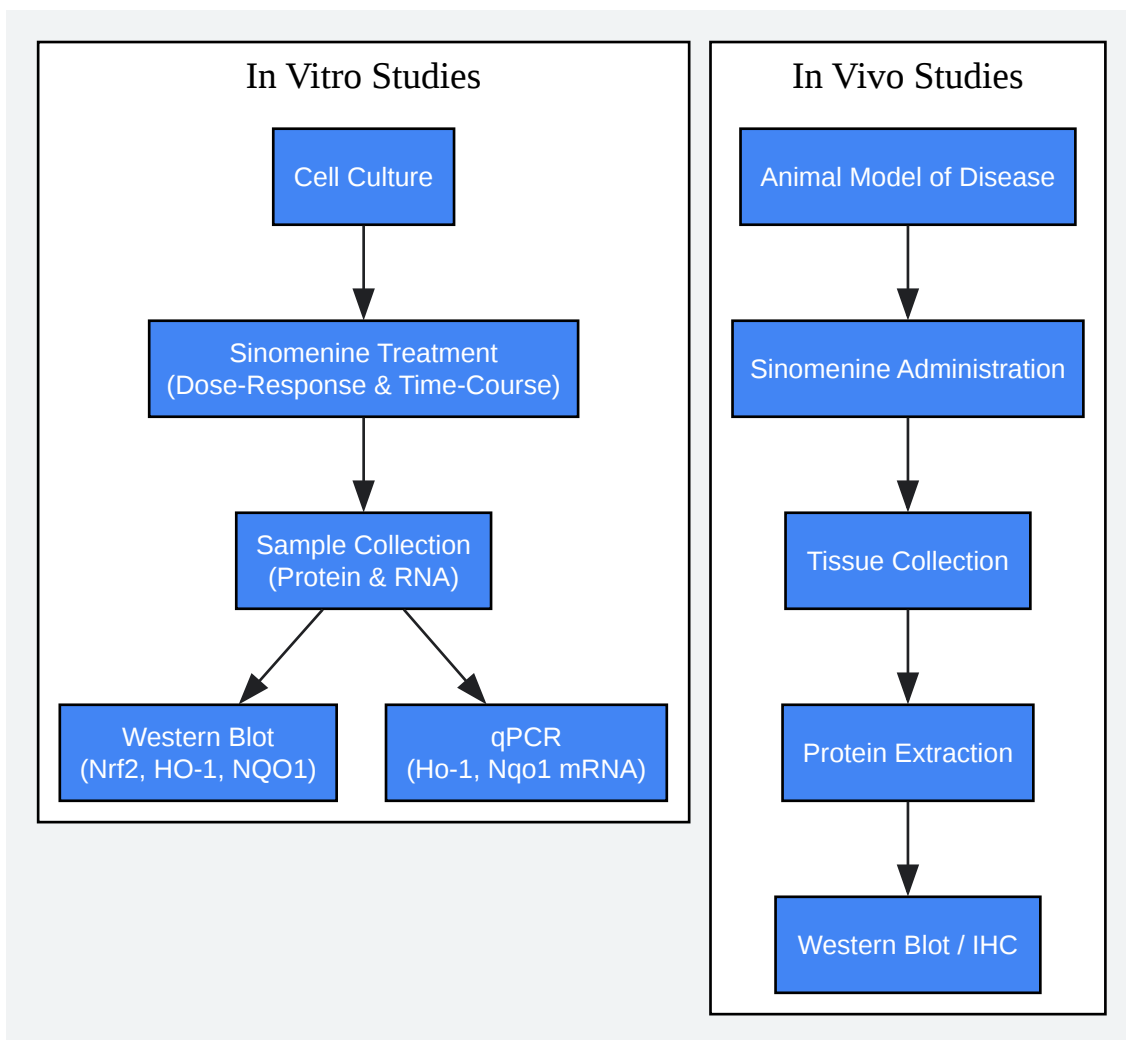 In Vitro Studies
Cell Culture
Sinomenine Treatment
(Dose-Response & Time-Course)
Sample Collection
(Protein & RNA)
Western Blot
(Nrf2, HO-1, NQO1)
qPCR
(Ho-1, Nqo1 mRNA)
In Vivo Studies
Animal Model of Disease
Sinomenine Administration
Tissue Collection
Protein Extraction
Western Blot / IHC